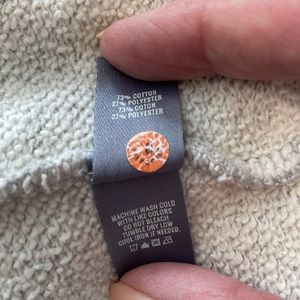 73% COTTON
27% POLYESTER
73% COTON
27% POLYESTER
MACHINE WASH COLD
WITH LIKE COLORS
DO NOT BLEACH
TUMBLE DRY LOW
COOL IRON IF NEEDED.